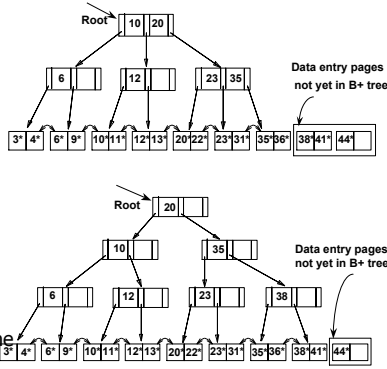 Root
10 20
6
12
23 35
Data entry pages
not yet in B+ tree
3* 4* 6* 9* 10* 11* 12* 13* 20* 22* 23* 31* 35* 36* 38* 41* 44*
Root
20
10
35
Data entry pages
not yet in B+ tree
6
12
23
38
ne
3* 4* 6* 9* 10* 11* 12* 13* 20* 22* 23* 31* 35* 36* 38* 41* 44*